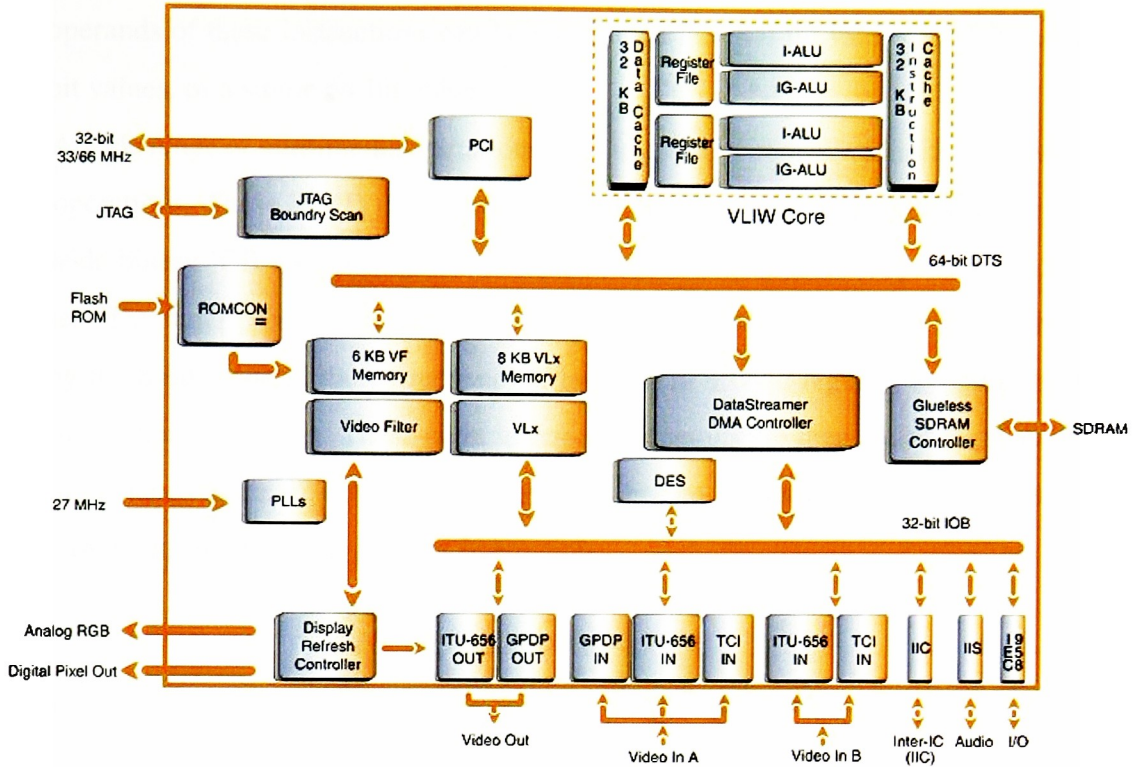 32 KB
Data Cache
Register
File
I-ALU
IG-ALU
Register
File
I-ALU
IG-ALU
32 KB
Instruction
Cache
VLIW Core
32-bit
33/66 MHz
PCI
JTAG
JTAG
Boundry Scan
64-bit DTS
Flash
ROM
ROMCON
6 KB VF
Memory
8 KB VLx
Memory
Video Filter
VLx
DataStreamer
DMA Controller
Glueless
SDRAM
Controller
SDRAM
DES
27 MHz
PLLs
32-bit IOB
Analog RGB
Digital Pixel Out
Display
Refresh
Controller
ITU-656
OUT
GPDP
OUT
GPDP
IN
ITU-656
IN
TCI
IN
ITU-656
IN
TCI
IN
IIC
IIS
IEC
958
Video Out
Video In A
Video In B
Inter-IC
(IIC)
Audio
I/O